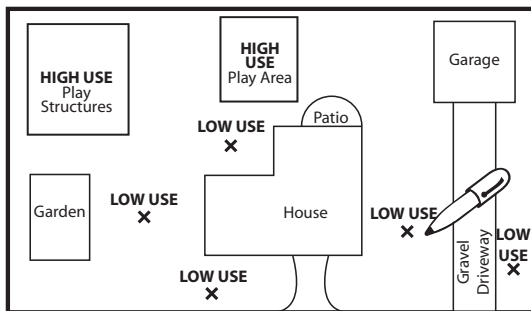 HIGH USE
Play
Structures
HIGH
USE
Play Area
Garage
LOW USE
Patio
Garden
LOW USE
House
LOW USE
Gravel
Driveway
LOW
USE
LOW USE